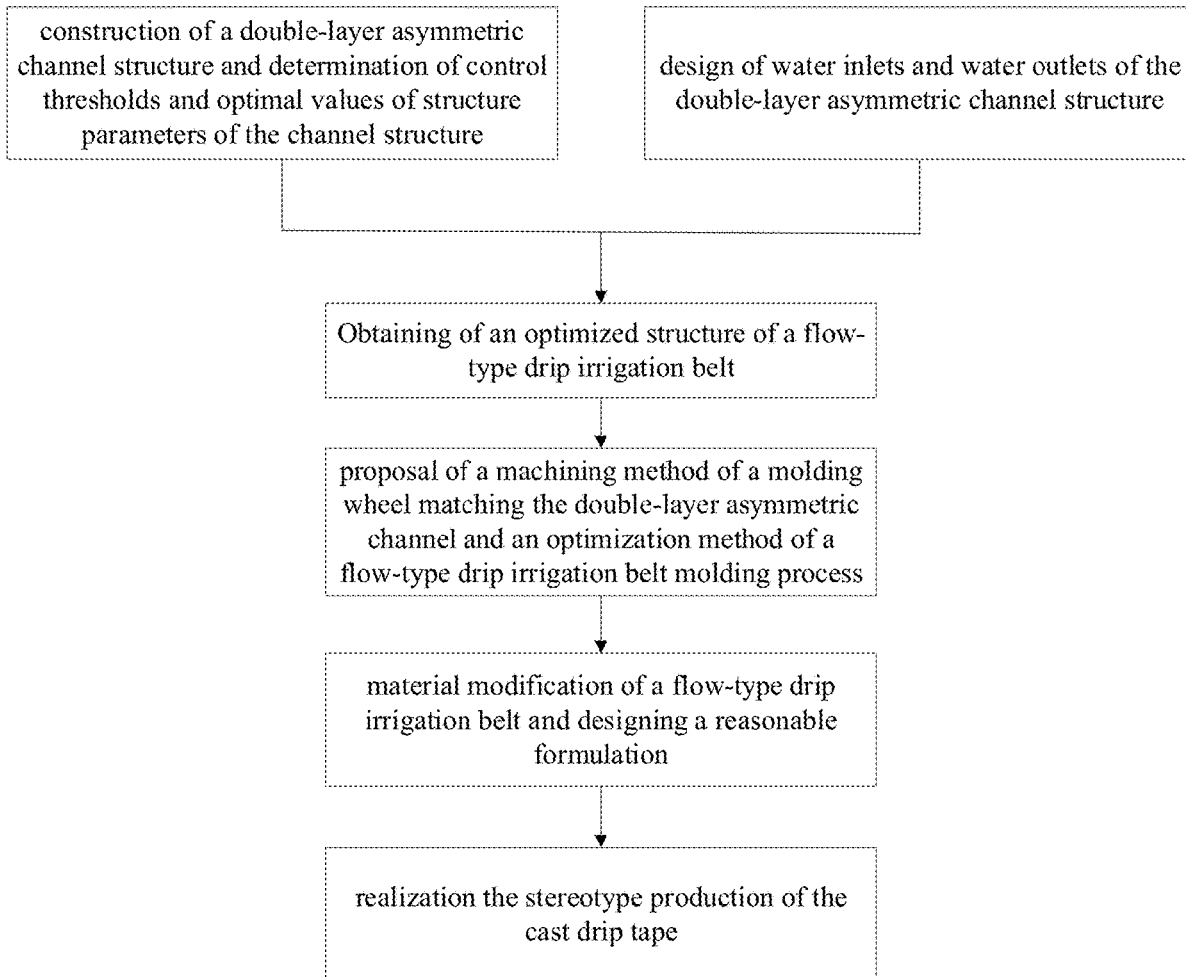 construction of a double-layer asymmetric
channel structure and determination of control
thresholds and optimal values of structure
parameters of the channel structure
design of water inlets and water outlets of the
double-layer asymmetric channel structure
Obtaining of an optimized structure of a flow-
type drip irrigation belt
proposal of a machining method of a molding
wheel matching the double-layer asymmetric
channel and an optimization method of a
flow-type drip irrigation belt molding process
material modification of a flow-type drip
irrigation belt and designing a reasonable
formulation
realization the stereotype production of the
cast drip tape